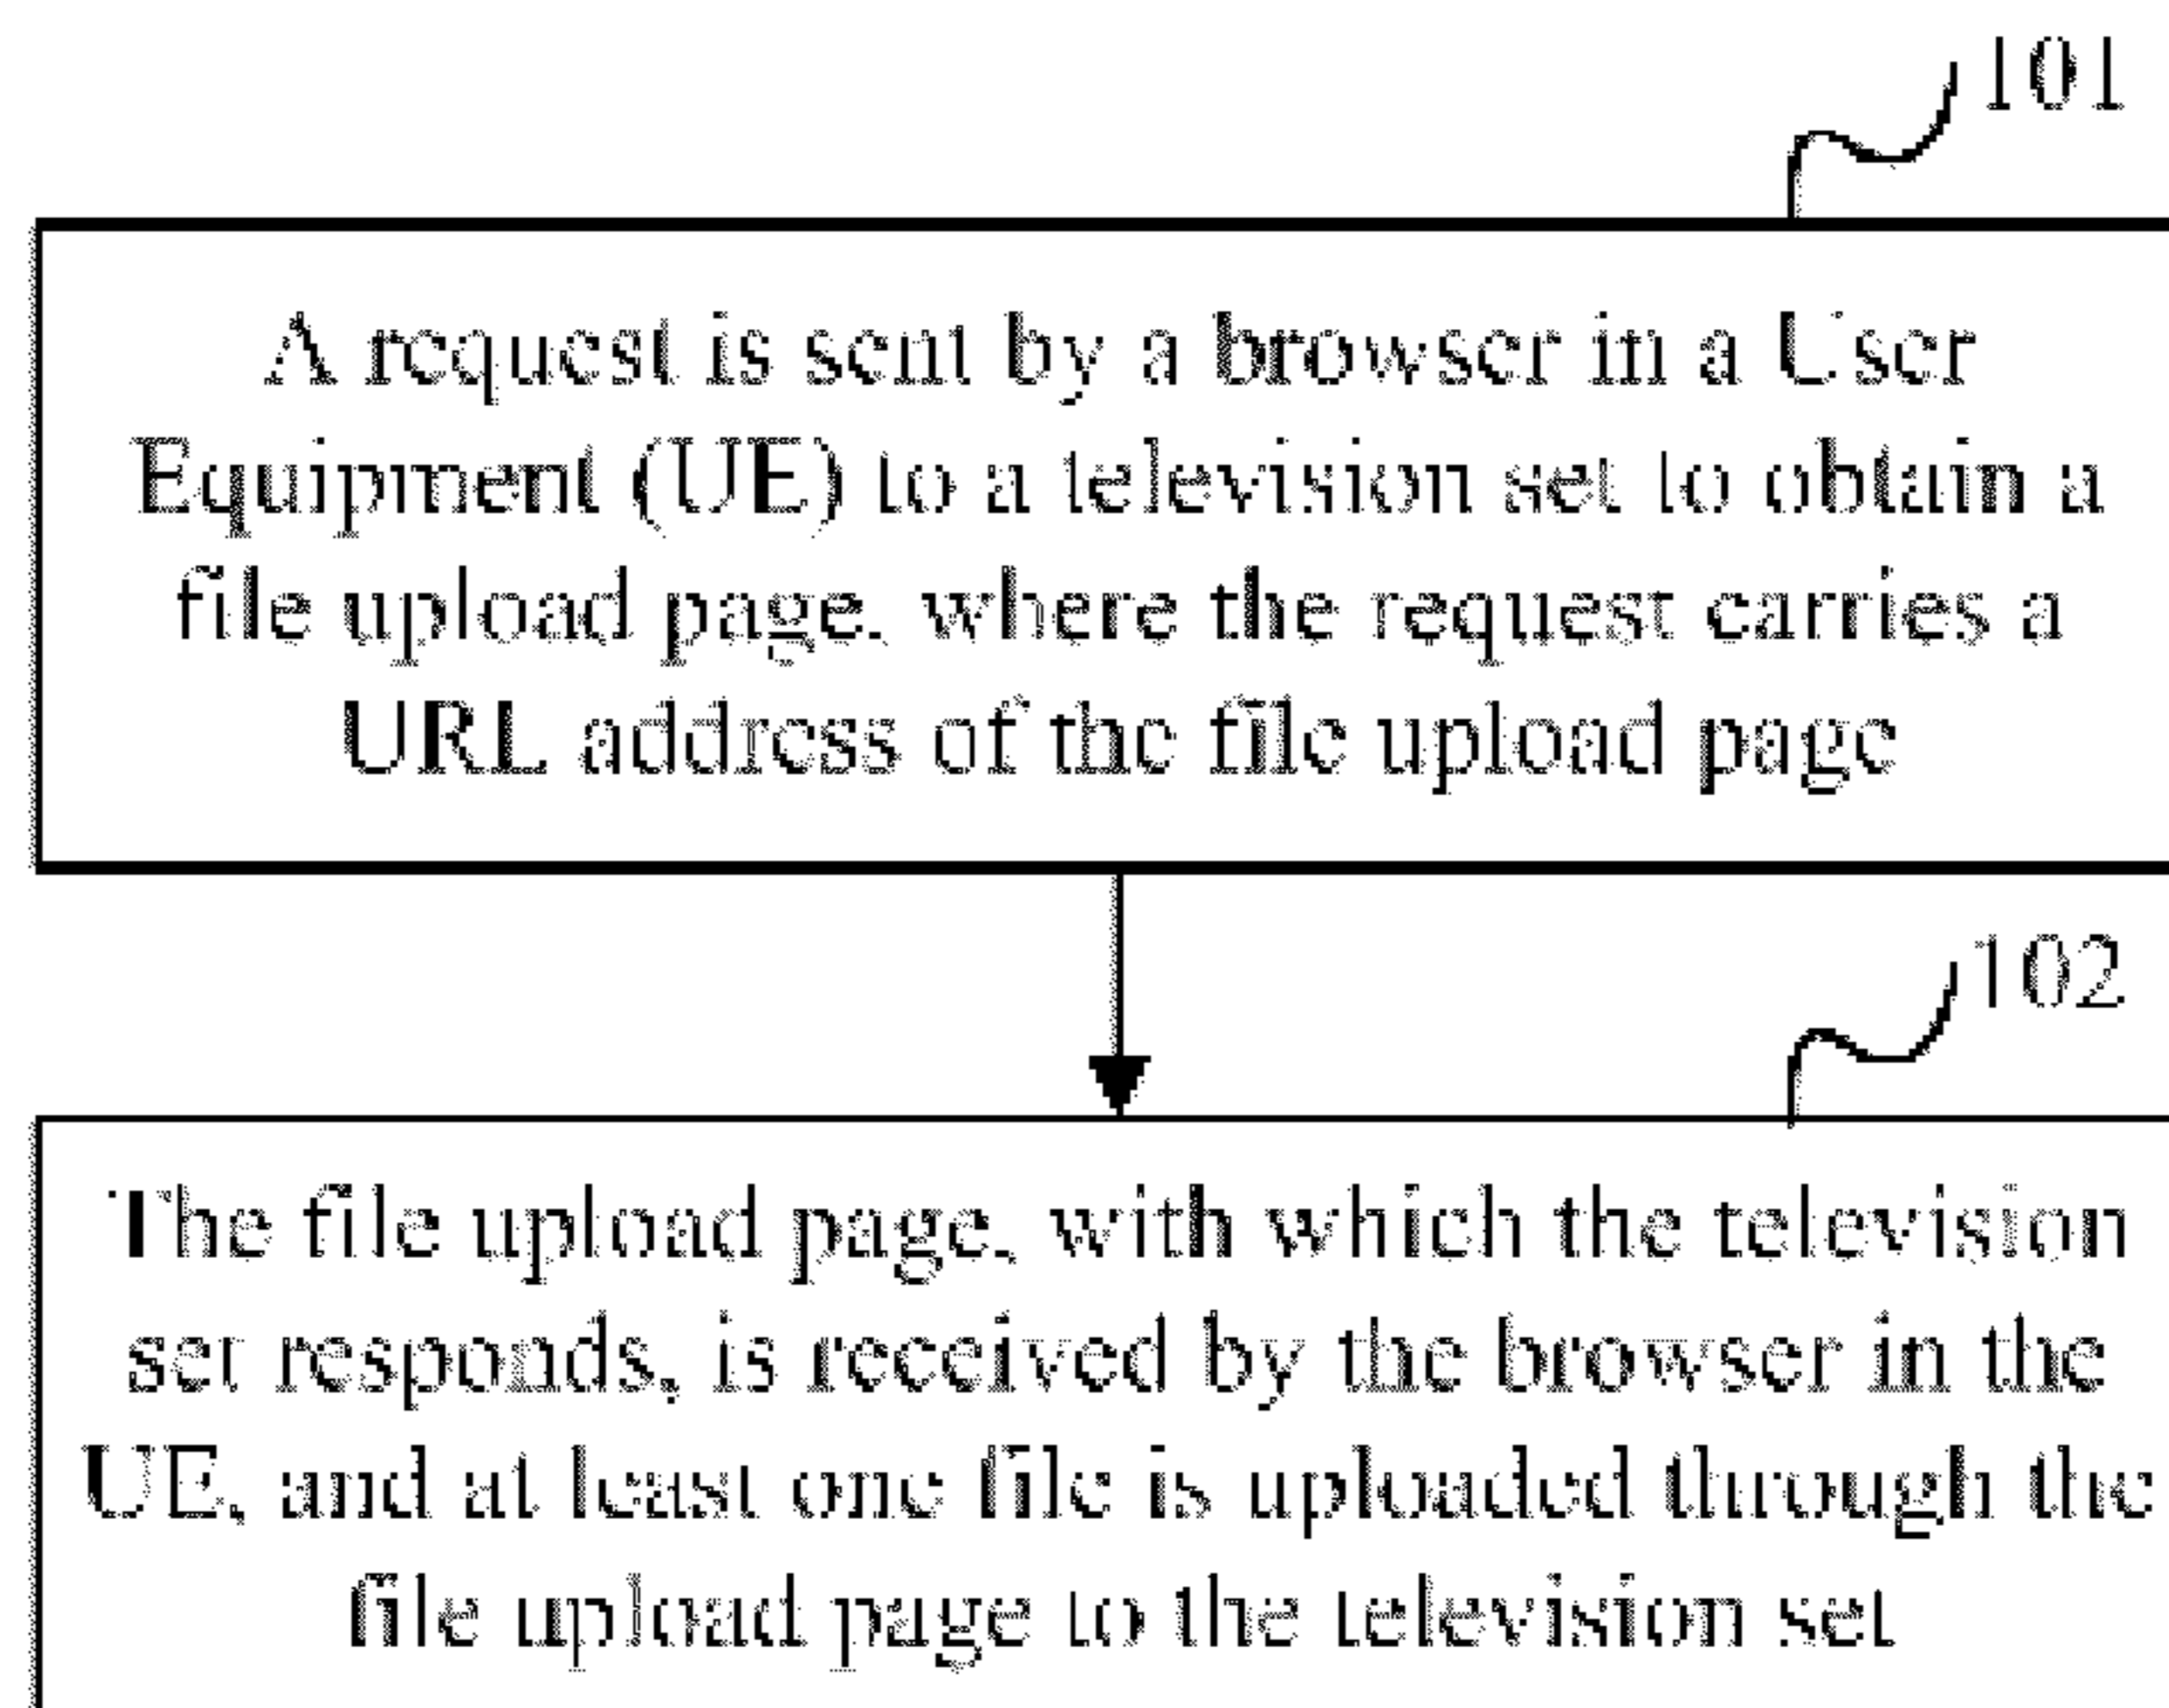 101
A request is sent by a browser in a User
Equipment (UE) to a television set to obtain a
file upload page, where the request carries a
URL address of the file upload page
102
The file upload page, with which the television
set responds, is received by the browser in the
UE, and at least one file is uploaded through the
file upload page to the television set